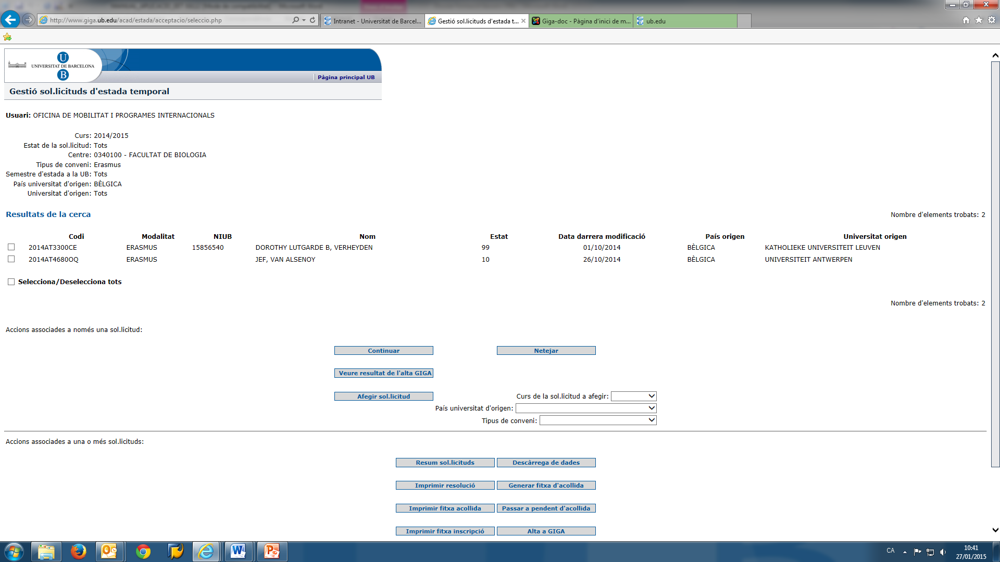 http://www.giga.ub.edu/acad/estada/acceptacio/seleccio.php
Intranet - Universitat de Barcel...
Gestió sol.licituds d'estada t...
Giga-doc - Pàgina d'inici de m...
ub.edu
U
UNIVERSITAT DE BARCELONA
B
Pàgina principal UB
Gestió sol.licituds d'estada temporal
Usuari: OFICINA DE MOBILITAT I PROGRAMES INTERNACIONALS
Curs: 2014/2015
Estat de la sol.licitud: Tots
Centre: 0340100 - FACULTAT DE BIOLOGIA
Tipus de conveni: Erasmus
Semestre d'estada a la UB: Tots
País universitat d'origen: BÈLGICA
Universitat d'origen: Tots
Resultats de la cerca
Nombre d'elements trobats: 2
Codi Modalitat NIUB Nom Estat Data darrera modificació País origen Universitat origen
2014AT3300CE ERASMUS 15856540 DOROTHY LUTGARDE B, VERHEYDEN 99 01/10/2014 BÈLGICA KATHOLIEKE UNIVERSITEIT LEUVEN
2014AT4680OQ ERASMUS JEF, VAN ALSENOY 10 26/10/2014 BÈLGICA UNIVERSITEIT ANTWERPEN
Selecciona/Deselecciona tots
Nombre d'elements trobats: 2
Accions associades a només una sol.licitud:
Continuar Netejar
Veure resultat de l'alta GIGA
Afegir sol.licitud Curs de la sol.licitud a afegir:
País universitat d'origen:
Tipus de conveni:
Accions associades a una o més sol.licituds:
Resum sol.licituds Descàrrega de dades
Imprimir resolució Generar fitxa d'acollida
Imprimir fitxa acollida Passar a pendent d'acollida
Imprimir fitxa inscripció Alta a GIGA
CA
10:41
27/01/2015